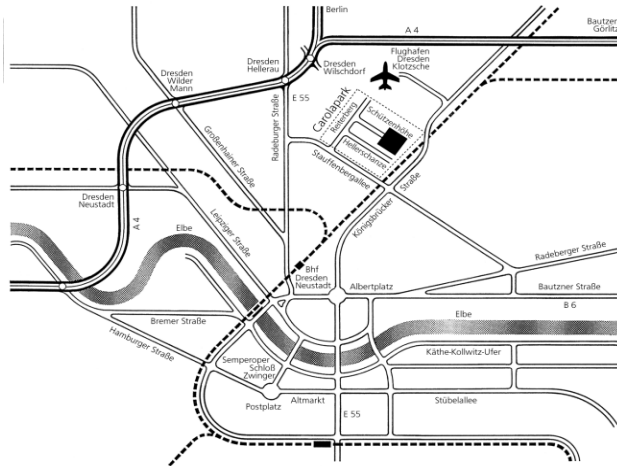 Berlin
A 4
Bautzen
Görlitz
Flughafen
Dresden
Klotzsche
Dresden
Hellerau
Dresden
Wilschdorf
Dresden
Wilder
Mann
E 55
Carolapark
Reiterberg
Schützenhöhe
Hellerschanze
Radeburger Straße
Großenhainer Straße
Stauffenbergallee
Königsbrücker
Straße
Dresden
Neustadt
A 4
Elbe
Leipziger Straße
Radeberger Straße
Bhf
Dresden
Neustadt
Albertplatz
Bautzner Straße
B 6
Bremer Straße
Hamburger Straße
Elbe
Käthe-Kollwitz-Ufer
Semperoper
Schloß
Zwinger
Postplatz
Altmarkt
E 55
Stübelallee